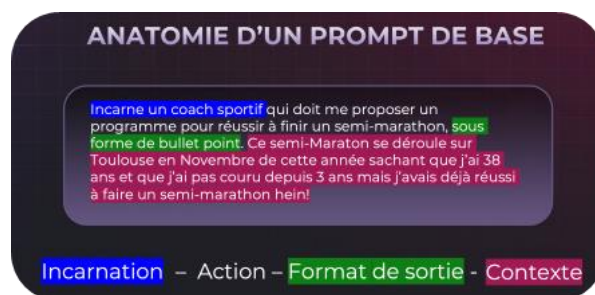 ANATOMIE D’UN PROMPT DE BASE
Incarne un coach sportif qui doit me proposer un
programme pour réussir à finir un semi-marathon, sous
forme de bullet point. Ce semi-Maraton se déroule sur
Toulouse en Novembre de cette année sachant que j’ai 38
ans et que j’ai pas couru depuis 3 ans mais j’avais déjà réussi
à faire un semi-marathon hein!
Incarnation – Action – Format de sortie - Contexte